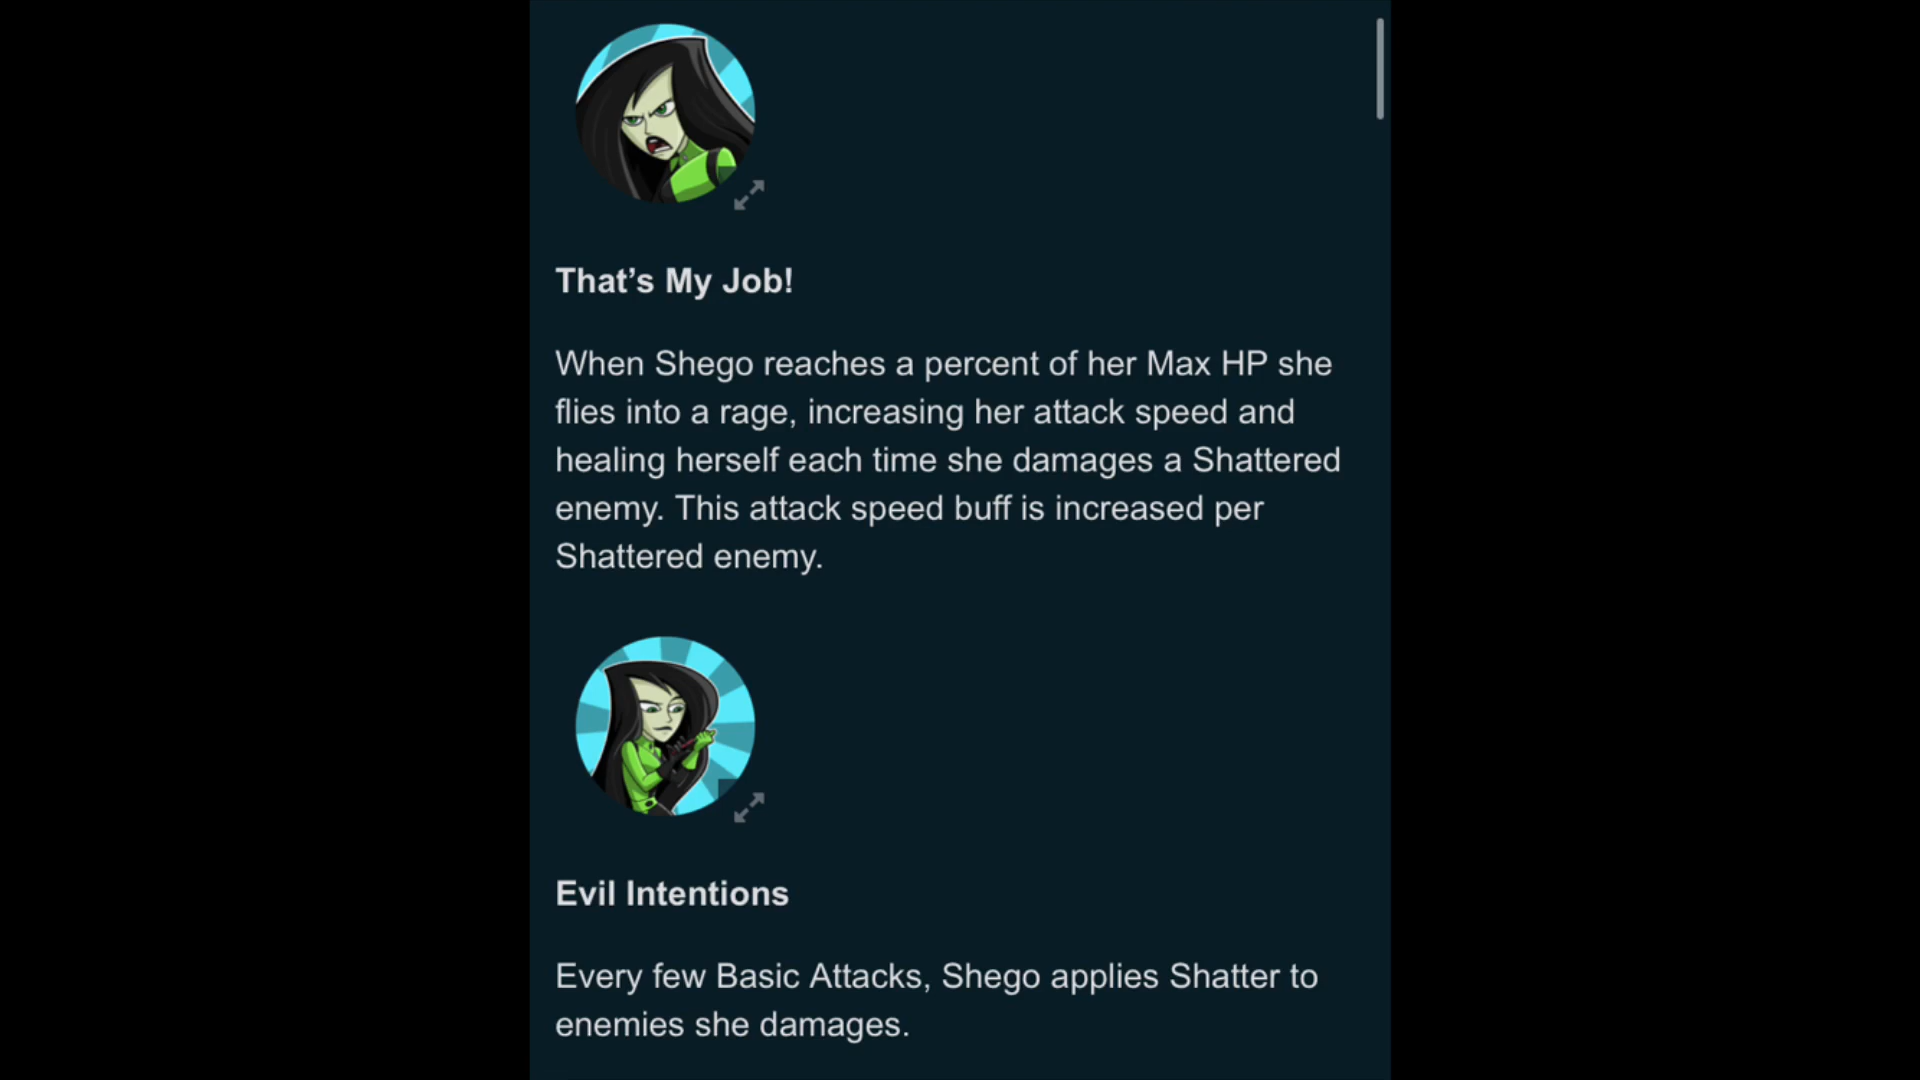 That’s My Job!
When Shego reaches a percent of her Max HP she
flies into a rage, increasing her attack speed and
healing herself each time she damages a Shattered
enemy. This attack speed buff is increased per
Shattered enemy.
Evil Intentions
Every few Basic Attacks, Shego applies Shatter to
enemies she damages.